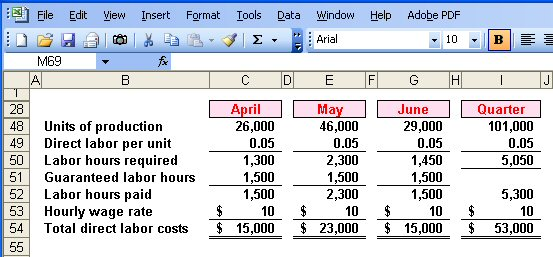 File Edit View Insert Format Tools Data Window Help Adobe PDF
Σ Arial 10 B
M69 fx
A B C D E F G H I J
1
28 April May June Quarter
48 Units of production 26,000 46,000 29,000 101,000
49 Direct labor per unit 0.05 0.05 0.05 0.05
50 Labor hours required 1,300 2,300 1,450 5,050
51 Guaranteed labor hours 1,500 1,500 1,500
52 Labor hours paid 1,500 2,300 1,500 5,300
53 Hourly wage rate $ 10 $ 10 $ 10 $ 10
54 Total direct labor costs $ 15,000 $ 23,000 $ 15,000 $ 53,000
55